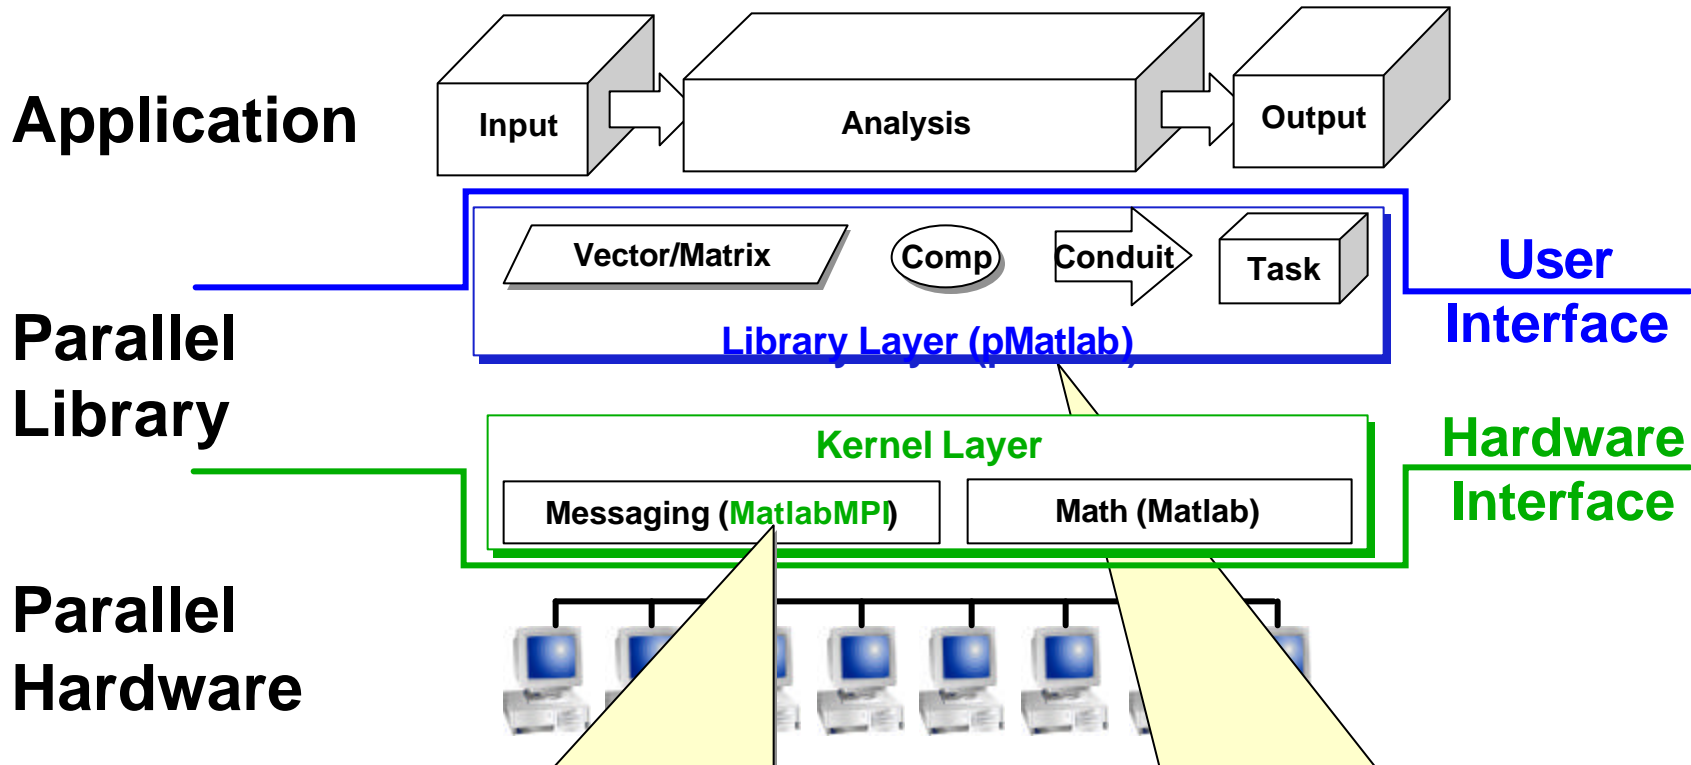 Application
Input
Analysis
Output
Vector/Matrix
Comp
Conduit
Task
Library Layer (pMatlab)
User
Interface
Parallel
Library
Kernel Layer
Messaging (MatlabMPI)
Math (Matlab)
Hardware
Interface
Parallel
Hardware